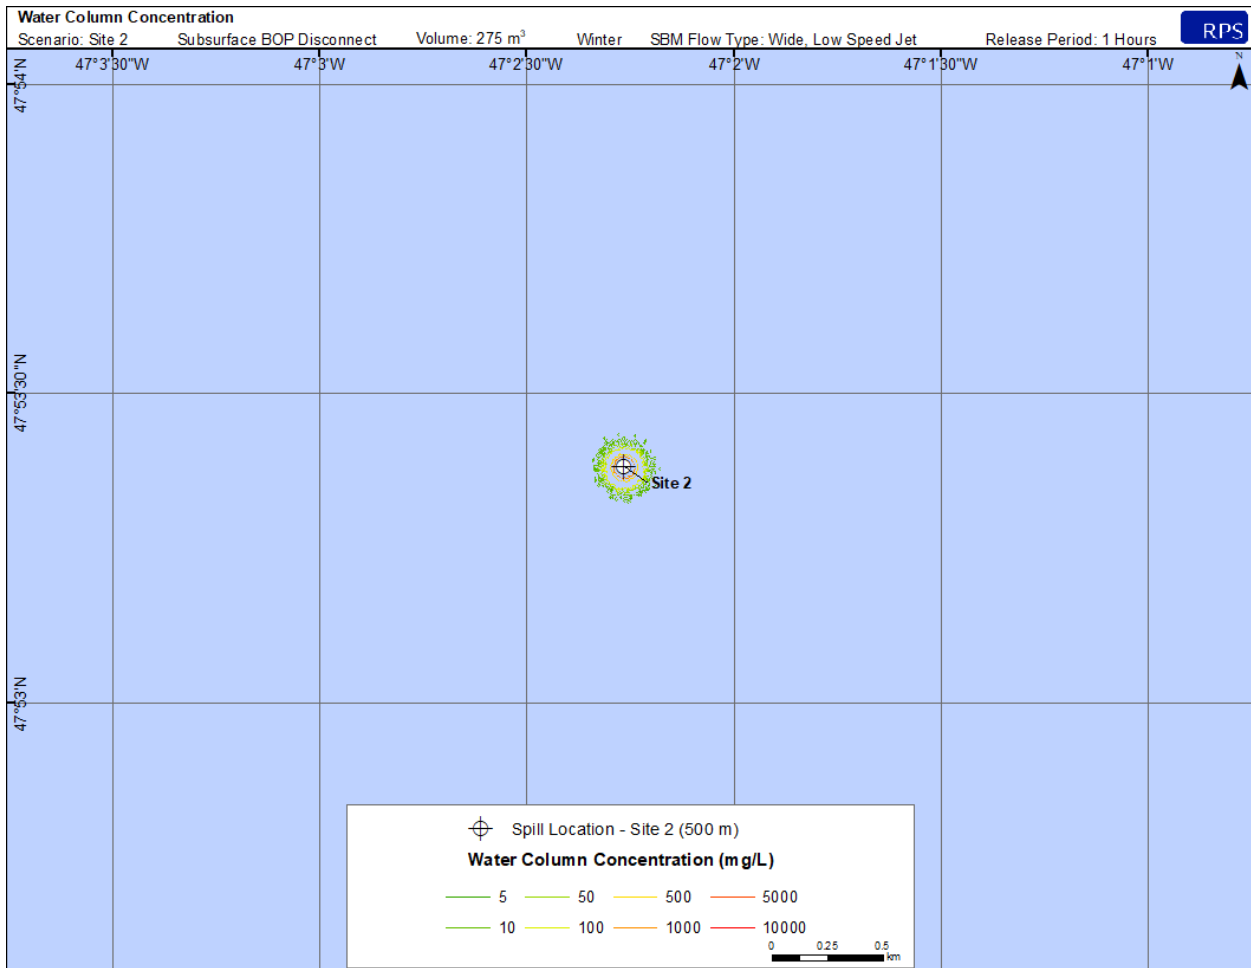 Water Column Concentration
Scenario: Site 2 Subsurface BOP Disconnect Volume: 275 m³ Winter SBM Flow Type: Wide, Low Speed Jet Release Period: 1 Hours
RPS
47°3'30"W 47°3'W 47°2'30"W 47°2'W 47°1'30"W 47°1'W
N
47°54'N
47°53'30"N
Site 2
47°53'N
Spill Location - Site 2 (500 m)
Water Column Concentration (mg/L)
5 50 500 5000
10 100 1000 10000
0 0.25 0.5
km